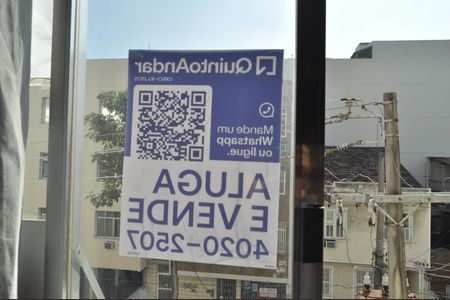 QuintoAndar
Mande um
Whatsapp
ou ligue.
ALUGA
E VENDE
4020-2507